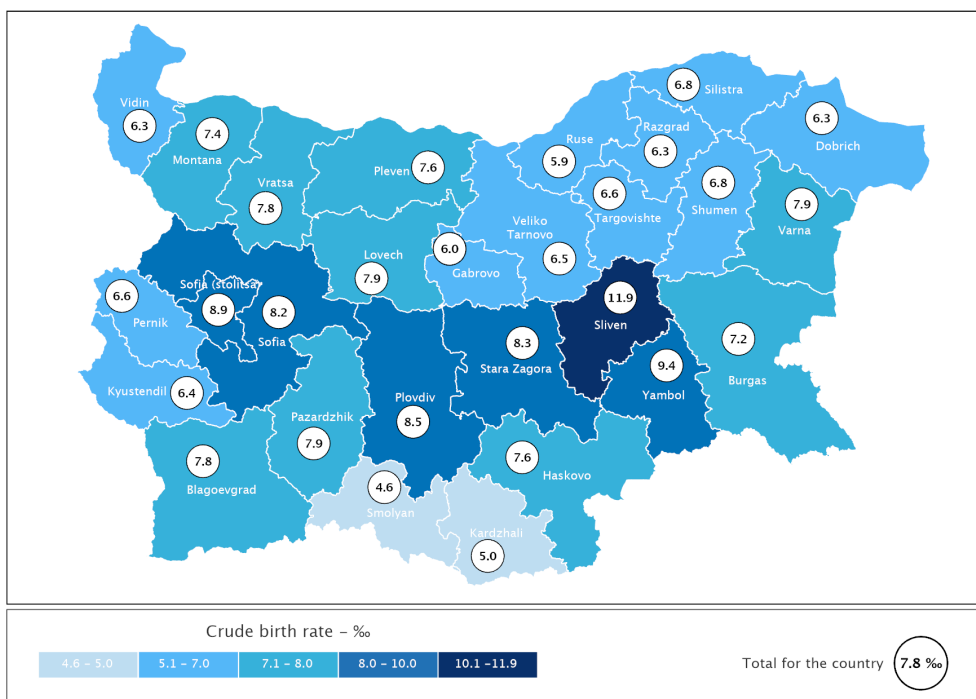 6.8
Silistra
Vidin
6.3
7.4
Montana
6.3
Dobrich
Ruse
5.9
Razgrad
6.3
Pleven
7.6
Vratsa
7.8
6.6
Targovishte
6.8
Shumen
7.9
Varna
Veliko
Tarnovo
6.5
6.0
Gabrovo
Lovech
7.9
Sofia (stolitsa)
8.9
8.2
Sofia
6.6
Pernik
11.9
Sliven
8.3
Stara Zagora
7.2
Burgas
9.4
Yambol
Kyustendil
6.4
Plovdiv
8.5
Pazardzhik
7.9
7.8
Blagoevgrad
7.6
Haskovo
4.6
Smolyan
Kardzhali
5.0
Crude birth rate – ‰
4.6 – 5.0
5.1 – 7.0
7.1 – 8.0
8.0 – 10.0
10.1 –11.9
Total for the country
7.8 ‰